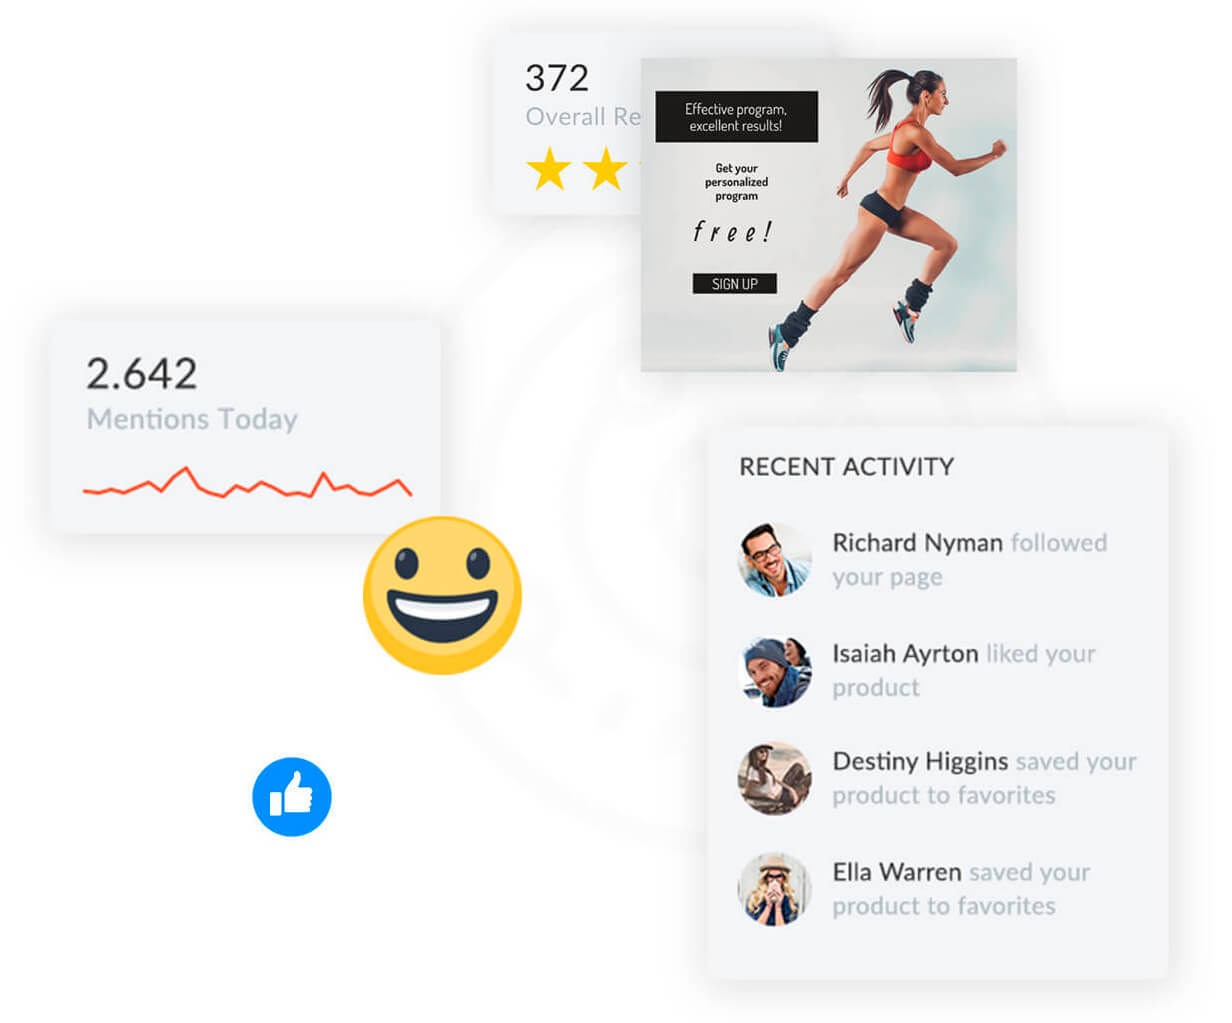 372
Overall Re
Effective program,
excellent results!
Get your
personalized
program
free!
SIGN UP
2.642
Mentions Today
RECENT ACTIVITY
Richard Nyman followed
your page
Isaiah Ayrton liked your
product
Destiny Higgins saved your
product to favorites
Ella Warren saved your
product to favorites